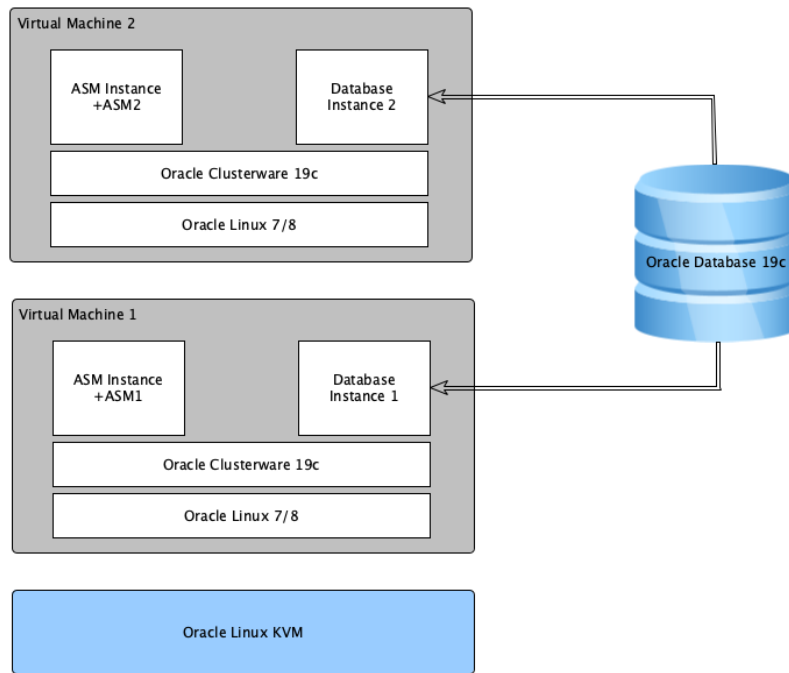 Virtual Machine 2
ASM Instance
+ASM2
Database
Instance 2
Oracle Clusterware 19c
Oracle Linux 7/8
Oracle Database 19c
Virtual Machine 1
ASM Instance
+ASM1
Database
Instance 1
Oracle Clusterware 19c
Oracle Linux 7/8
Oracle Linux KVM